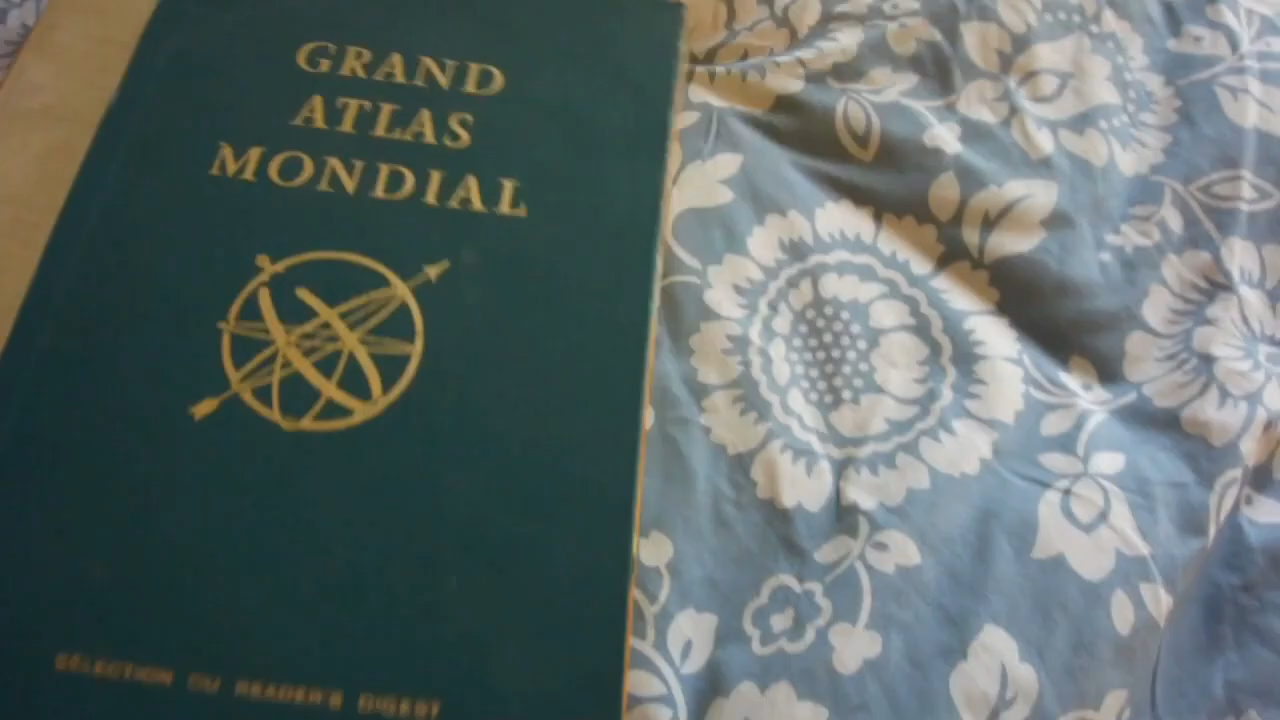 GRAND
ATLAS
MONDIAL
SÉLECTION DU READER'S DIGEST